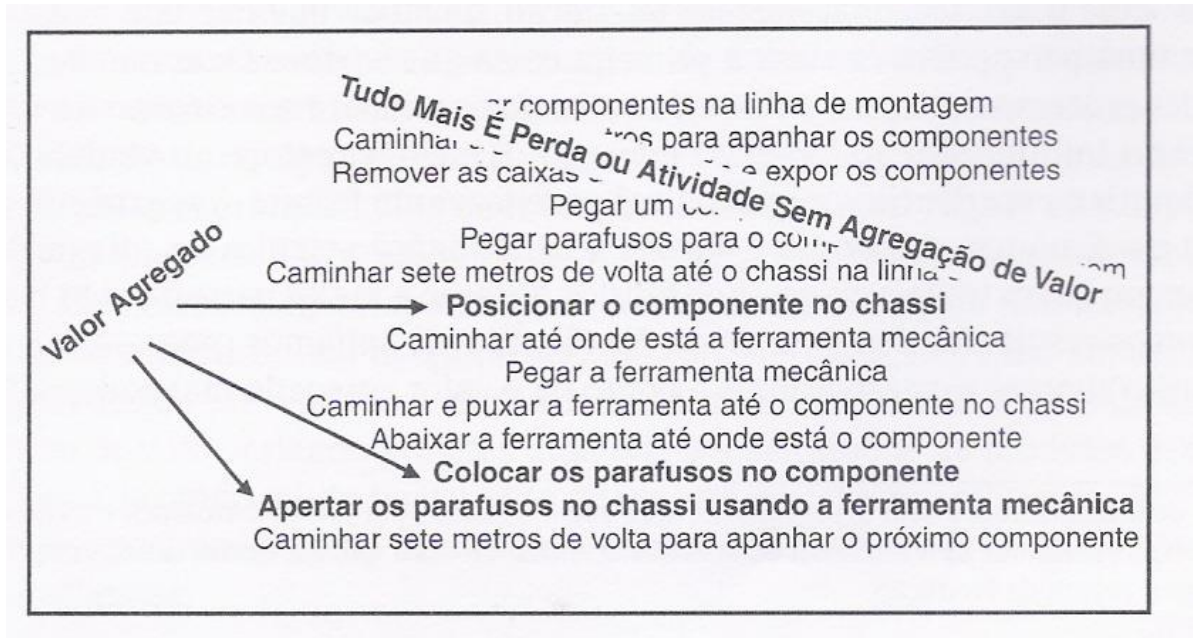 Tudo Mais É Perda ou Atividade Sem Agregação de Valor
componentes na linha de montagem
para apanhar os componentes
Remover as caixas expor os componentes
Pegar um
Pegar parafusos para o
Caminhar sete metros de volta até o chassi na
Valor Agregado
Posicionar o componente no chassi
Caminhar até onde está a ferramenta mecânica
Pegar a ferramenta mecânica
Caminhar e puxar a ferramenta até o componente no chassi
Abaixar a ferramenta até onde está o componente
Colocar os parafusos no componente
Apertar os parafusos no chassi usando a ferramenta mecânica
Caminhar sete metros de volta para apanhar o próximo componente